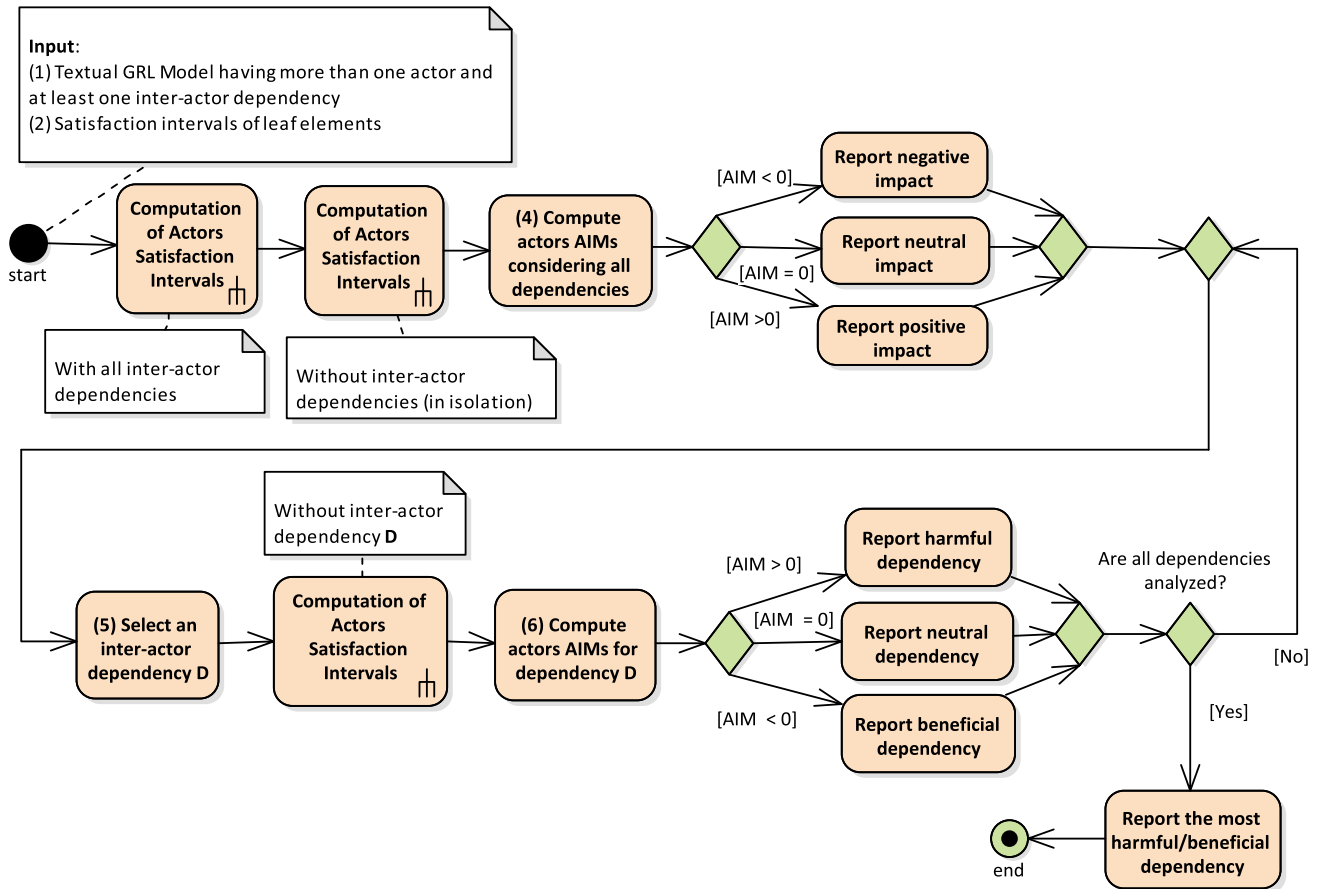 Input:
(1) Textual GRL Model having more than one actor and
at least one inter-actor dependency
(2) Satisfaction intervals of leaf elements
start
Computation
of Actors
Satisfaction
Intervals
With all inter-actor
dependencies
Computation
of Actors
Satisfaction
Intervals
Without inter-actor
dependencies (in isolation)
(4) Compute
actors AIMs
considering all
dependencies
[AIM < 0]
[AIM = 0]
[AIM >0]
Report negative
impact
Report neutral
impact
Report positive
impact
(5) Select an
inter-actor
dependency D
Without inter-actor
dependency D
Computation of
Actors
Satisfaction
Intervals
(6) Compute
actors AIMs for
dependency D
[AIM > 0]
[AIM = 0]
[AIM < 0]
Report harmful
dependency
Report neutral
dependency
Report beneficial
dependency
Are all dependencies
analyzed?
[No]
[Yes]
Report the most
harmful/beneficial
dependency
end